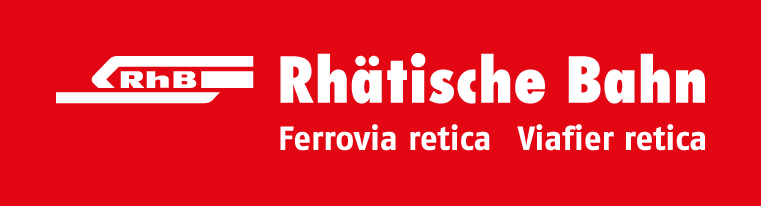 RhB
Rhätische Bahn
Ferrovia retica Viafier retica